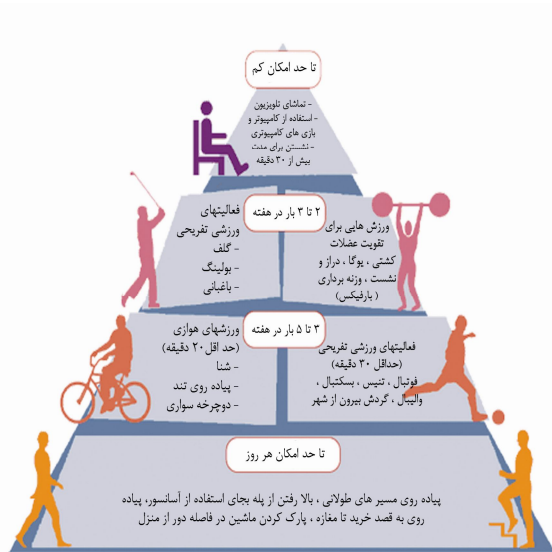 تا حد امکان کم
- تماشای تلویزیون
- استفاده از کامپیوتر و
بازی های کامپیوتری
- نشستن برای مدت
بیش از ۳۰ دقیقه
۲ تا ۳ بار در هفته
ورزش هایی برای
تقویت عضلات
کشتی ، یوگا ، دراز و
نشست ، وزنه برداری
( بارفیکس)
فعالیتهای
ورزشی تفریحی
- گلف
- بولینگ
- باغبانی
۳ تا ۵ بار در هفته
فعالیتهای ورزشی تفریحی
(حداقل ۳۰ دقیقه)
فوتبال ، تنیس ، بسکتبال ،
والیبال ، گردش بیرون از شهر
ورزشهای هوازی
(حد اقل ۲۰ دقیقه)
- شنا
- پیاده روی تند
- دوچرخه سواری
تا حد امکان هر روز
پیاده روی مسیر های طولانی ، بالا رفتن از پله بجای استفاده از آسانسور، پیاده
روی به قصد خرید تا مغازه ، پارک کردن ماشین در فاصله دور از منزل